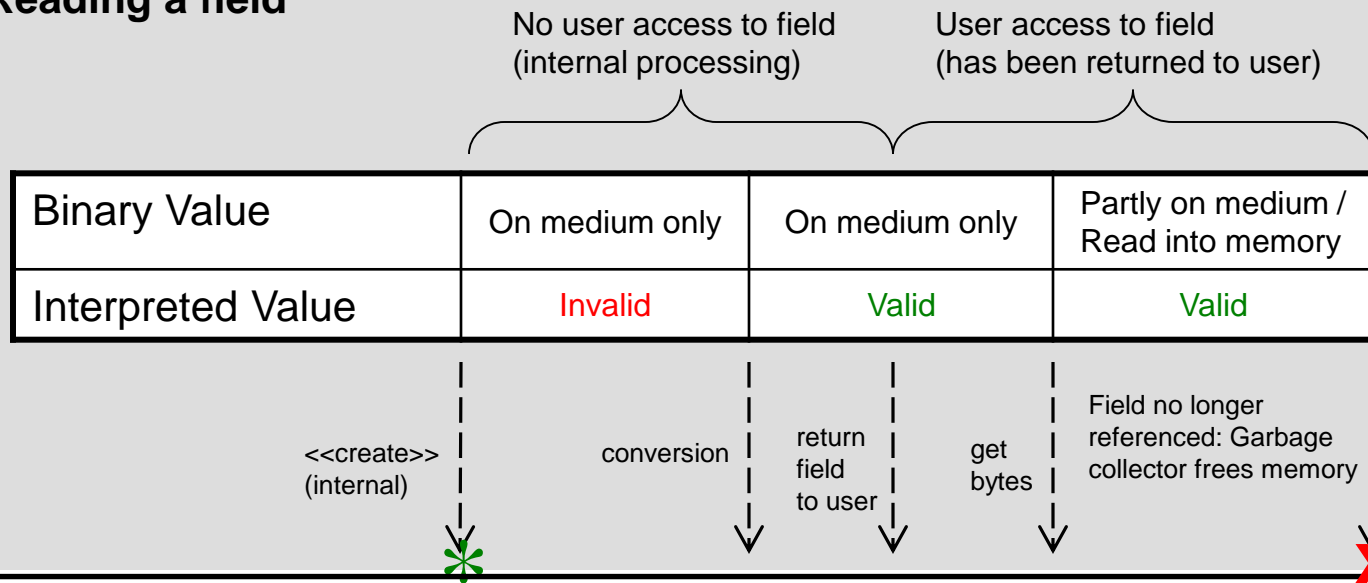 Reading a field
No user access to field
(internal processing)
User access to field
(has been returned to user)
Binary Value
On medium only
On medium only
Partly on medium /
Read into memory
Interpreted Value
Invalid
Valid
Valid
<<create>>
(internal)
conversion
return
field
to user
get
bytes
Field no longer
referenced: Garbage
collector frees memory